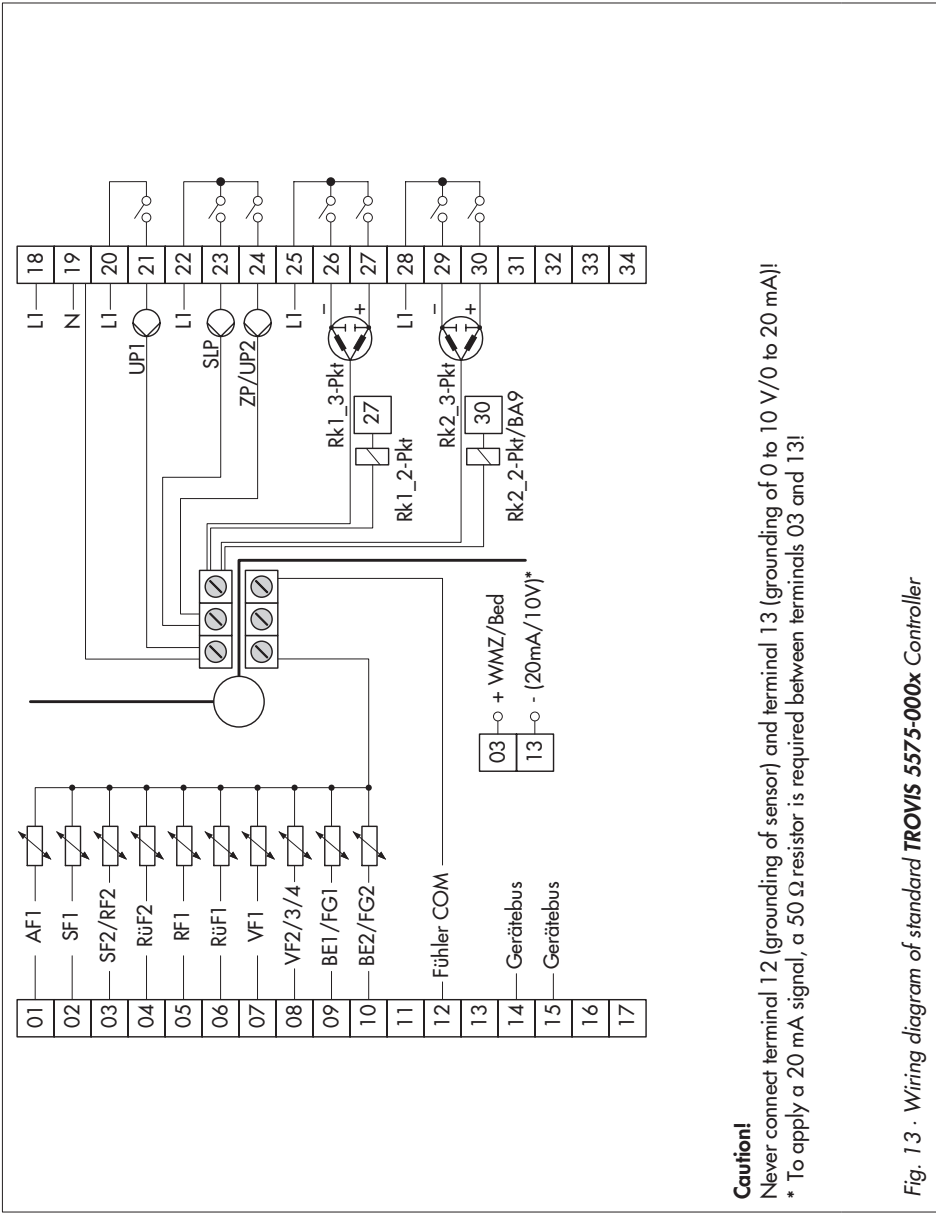 18
19
20
21
22
23
24
25
26
27
28
29
30
31
32
33
34
L1
N
L1
UP1
L1
SLP
ZP/UP2
L1
–
+
Rk1_3-Pkt
27
Rk1_2-Pkt
L1
–
+
Rk2_3-Pkt
30
Rk2_2-Pkt/BA9
03
+ WMZ/Bed
13
- (20mA/10V)*
AF1
SF1
SF2/RF2
RüF2
RF1
RüF1
VF1
VF2/3/4
BE1/FG1
BE2/FG2
Fühler COM
Gerätebus
Gerätebus
01
02
03
04
05
06
07
08
09
10
11
12
13
14
15
16
17
Caution!
Never connect terminal 12 (grounding of sensor) and terminal 13 (grounding of 0 to 10 V/0 to 20 mA)!
* To apply a 20 mA signal, a 50 Ω resistor is required between terminals 03 and 13!
Fig. 13 · Wiring diagram of standard TROVIS 5575-000x Controller